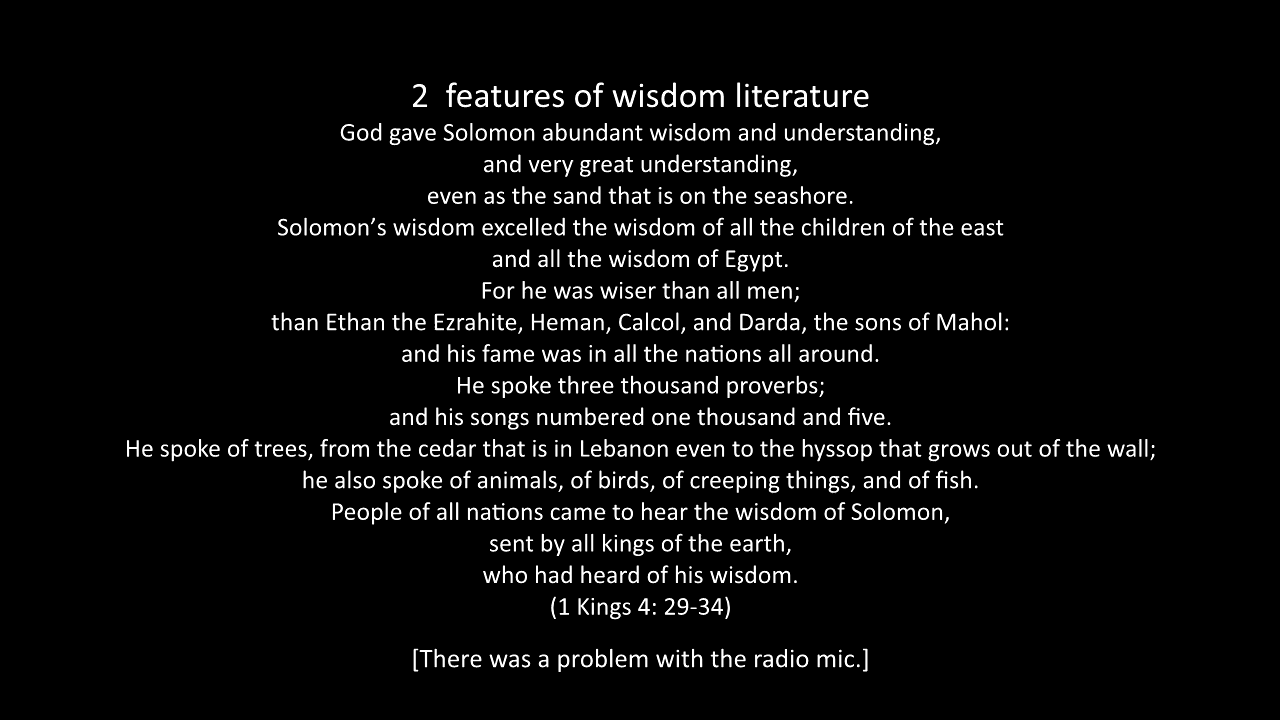 2  features of wisdom literature
God gave Solomon abundant wisdom and understanding,
and very great understanding,
even as the sand that is on the seashore.
Solomon’s wisdom excelled the wisdom of all the children of the east
and all the wisdom of Egypt.
For he was wiser than all men;
than Ethan the Ezrahite, Heman, Calcol, and Darda, the sons of Mahol:
and his fame was in all the nations all around.
He spoke three thousand proverbs;
and his songs numbered one thousand and five.
He spoke of trees, from the cedar that is in Lebanon even to the hyssop that grows out of the wall;
he also spoke of animals, of birds, of creeping things, and of fish.
People of all nations came to hear the wisdom of Solomon,
sent by all kings of the earth,
who had heard of his wisdom.
(1 Kings 4: 29-34)
[There was a problem with the radio mic.]